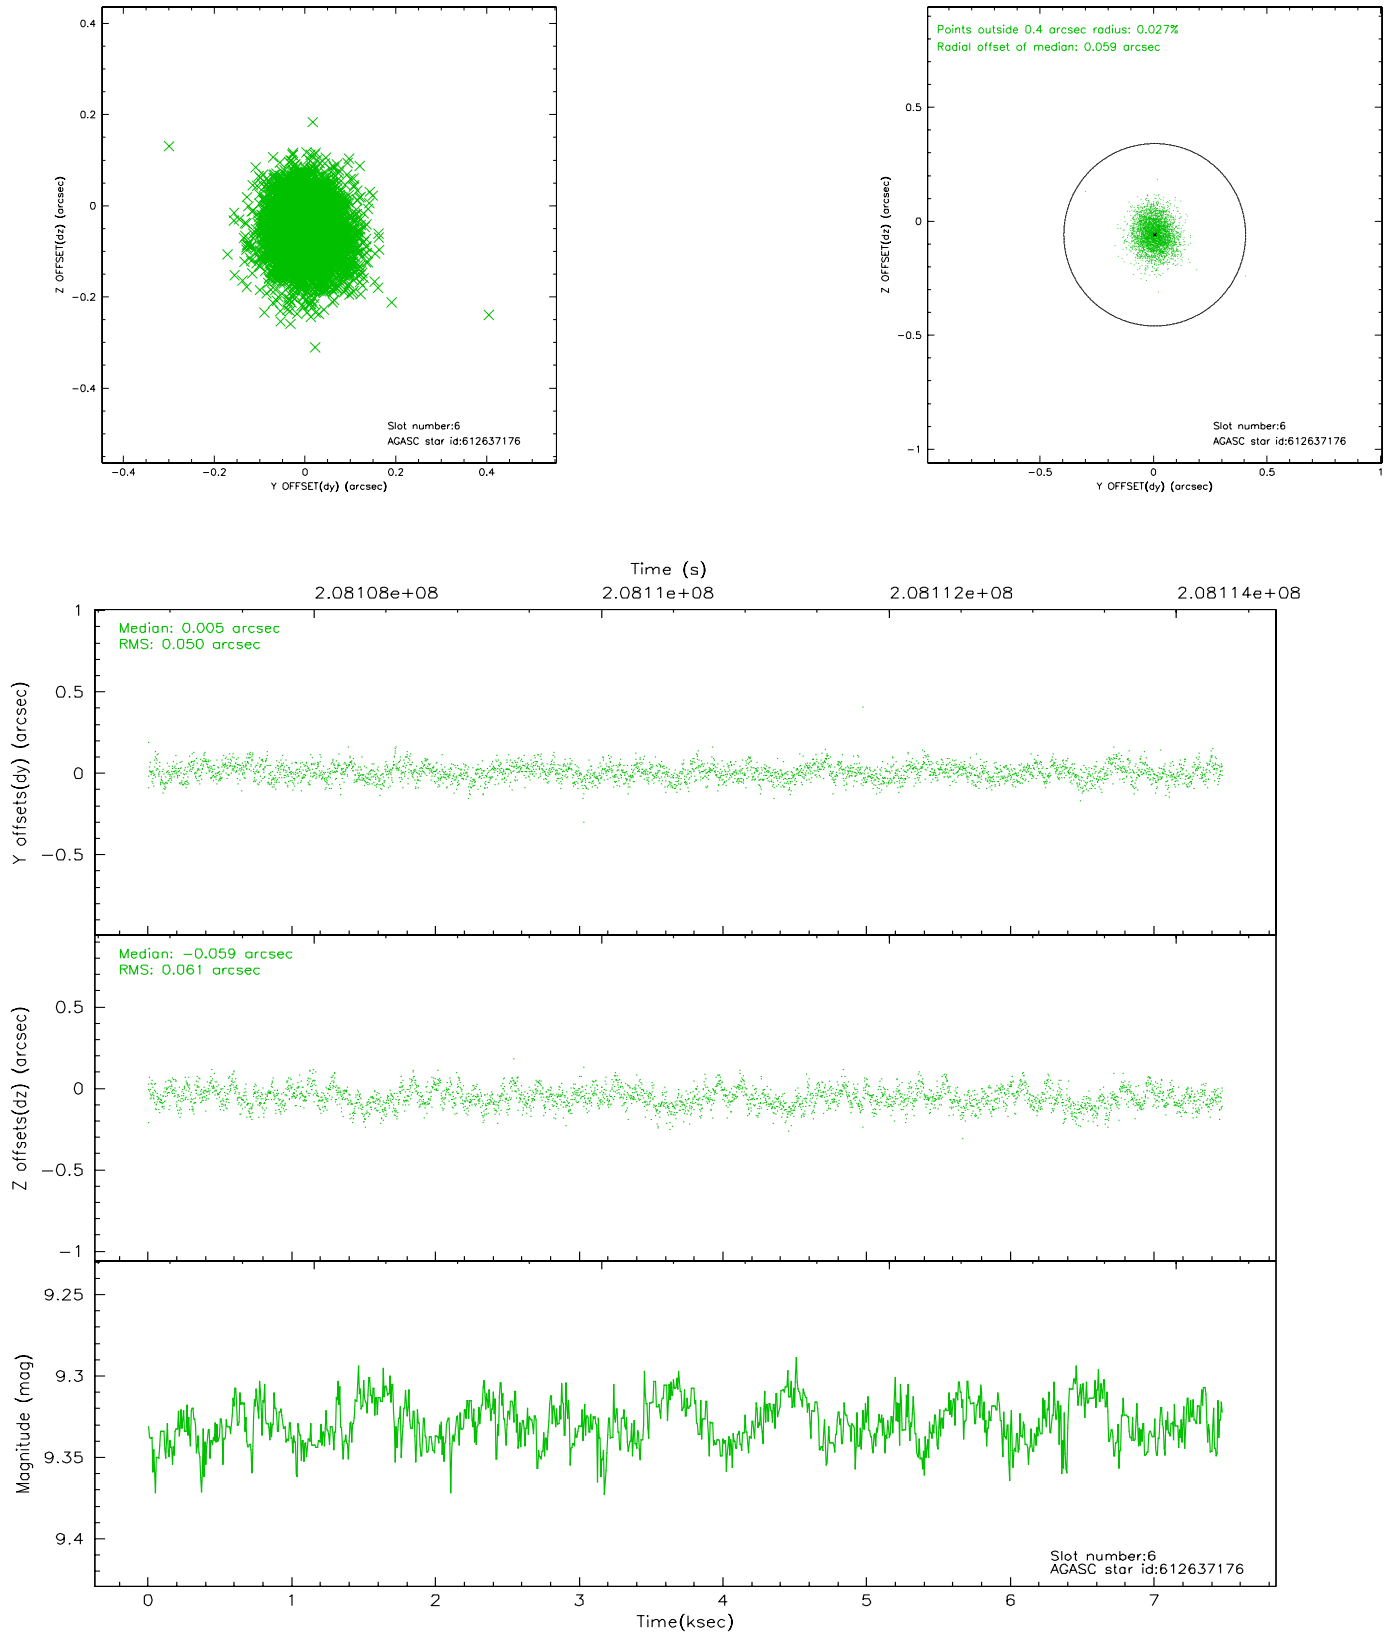 0.4
0.2
0
−0.2
−0.4
Z OFFSET(dz) (arcsec)
Slot number:6
AGASC star id:612637176
−0.4 −0.2 0 0.2 0.4
Y OFFSET(dy) (arcsec)
Points outside 0.4 arcsec radius: 0.027%
Radial offset of median: 0.059 arcsec
0.5
0
−0.5
−1
Z OFFSET(dz) (arcsec)
Slot number:6
AGASC star id:612637176
−0.5 0 0.5 1
Y OFFSET(dy) (arcsec)
Time (s)
2.08108e+08 2.0811e+08 2.08112e+08 2.08114e+08
Median: 0.005 arcsec
RMS: 0.050 arcsec
1
0.5
0
−0.5
Y offsets(dy) (arcsec)
Median: −0.059 arcsec
RMS: 0.061 arcsec
0.5
0
−0.5
−1
Z offsets(dz) (arcsec)
9.25
9.3
9.35
9.4
Magnitude (mag)
Slot number:6
AGASC star id:612637176
0 1 2 3 4 5 6 7
Time(ksec)